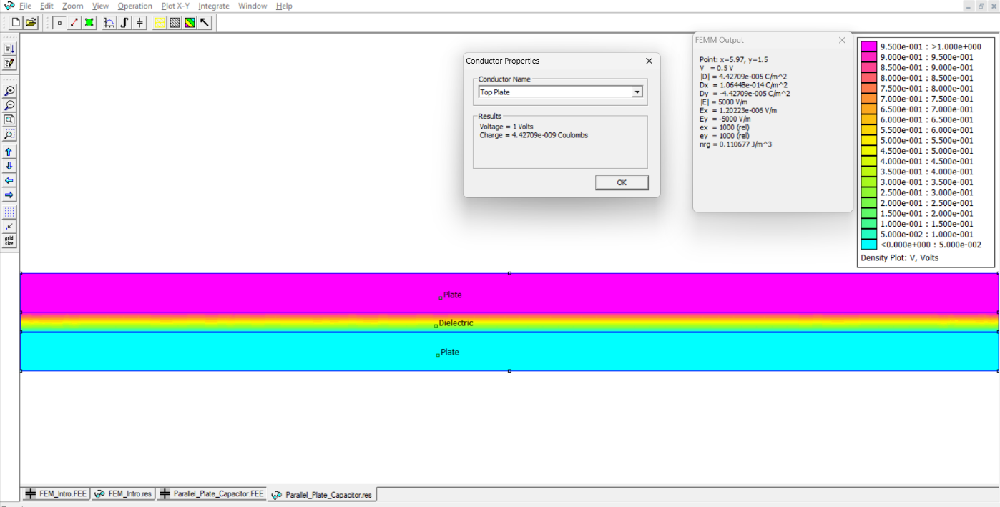 File Edit Zoom View Operation Plot X-Y Integrate Window Help
grid
size
Conductor Properties
Conductor Name
Top Plate
Results
Voltage = 1 Volts
Charge = 4.42709e-009 Coulombs
OK
FEMM Output
Point: x=5.97, y=1.5
V = 0.5 V
|D| = 4.42709e-005 C/m^2
Dx = 1.06448e-014 C/m^2
Dy = -4.42709e-005 C/m^2
|E| = 5000 V/m
Ex = 1.20223e-006 V/m
Ey = -5000 V/m
ex = 1000 (rel)
ey = 1000 (rel)
nrg = 0.110677 J/m^3
9.500e-001 : >1.000e+000
9.000e-001 : 9.500e-001
8.500e-001 : 9.000e-001
8.000e-001 : 8.500e-001
7.500e-001 : 8.000e-001
7.000e-001 : 7.500e-001
6.500e-001 : 7.000e-001
6.000e-001 : 6.500e-001
5.500e-001 : 6.000e-001
5.000e-001 : 5.500e-001
4.500e-001 : 5.000e-001
4.000e-001 : 4.500e-001
3.500e-001 : 4.000e-001
3.000e-001 : 3.500e-001
2.500e-001 : 3.000e-001
2.000e-001 : 2.500e-001
1.500e-001 : 2.000e-001
1.000e-001 : 1.500e-001
5.000e-002 : 1.000e-001
<0.000e+000 : 5.000e-002
Density Plot: V, Volts
Plate
Dielectric
Plate
FEM_Intro.FEE FEM_Intro.res Parallel_Plate_Capacitor.FEE Parallel_Plate_Capacitor.res